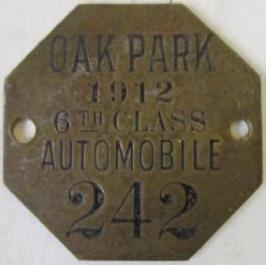 OAK PARK
1912
6TH CLASS
AUTOMOBILE
242